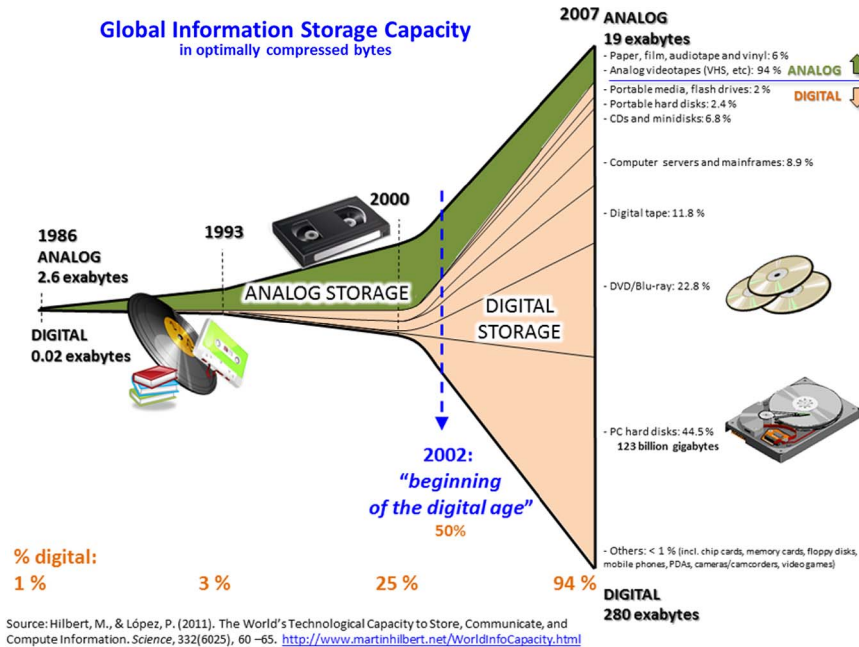 Global Information Storage Capacity
in optimally compressed bytes
2007 ANALOG
19 exabytes
- Paper, film, audiotape and vinyl: 6 %
- Analog videotapes (VHS, etc): 94 %
ANALOG
DIGITAL
- Portable media, flash drives: 2 %
- Portable hard disks: 2.4 %
- CDs and minidisks: 6.8 %
- Computer servers and mainframes: 8.9 %
- Digital tape: 11.8 %
- DVD/Blu-ray: 22.8 %
- PC hard disks: 44.5 %
123 billion gigabytes
- Others: < 1 % (incl. chip cards, memory cards, floppy disks,
mobile phones, PDAs, cameras/camcorders, video games)
DIGITAL
280 exabytes
1986
ANALOG
2.6 exabytes
DIGITAL
0.02 exabytes
1993
2000
ANALOG STORAGE
DIGITAL
STORAGE
2002:
"beginning
of the digital age"
50%
% digital:
1 %
3 %
25 %
94 %
Source: Hilbert, M., & López, P. (2011). The World's Technological Capacity to Store, Communicate, and
Compute Information. Science, 332(6025), 60 –65. http://www.martinhilbert.net/WorldInfoCapacity.html